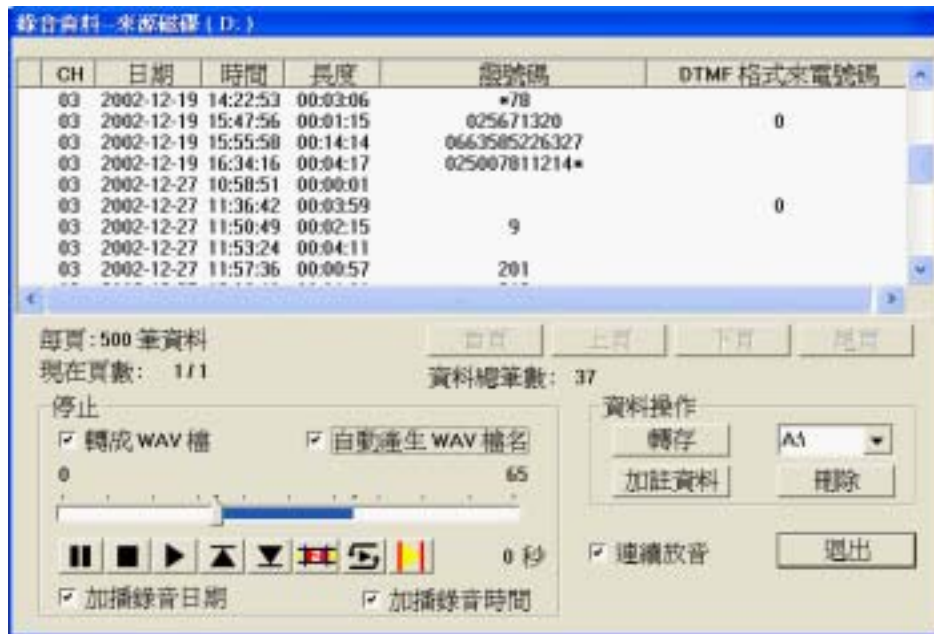 錄音資料--來源磁碟 ( D: )
CH 日期 時間 長度 撥號碼 DTMF 格式來電號碼
03 2002-12-19 14:22:53 00:03:06 *78
03 2002-12-19 15:47:56 00:01:15 025671320 0
03 2002-12-19 15:55:58 00:14:14 0663585226327
03 2002-12-19 16:34:16 00:04:17 025007811214*
03 2002-12-27 10:58:51 00:00:01
03 2002-12-27 11:36:42 00:03:59 0
03 2002-12-27 11:50:49 00:02:15 9
03 2002-12-27 11:53:24 00:04:11
03 2002-12-27 11:57:36 00:00:57 201
每頁:500 筆資料 首頁 上頁 下頁 尾頁
現在頁數: 1/1 資料總筆數: 37
停止 資料操作
轉成 WAV 檔 自動產生 WAV 檔名 轉存 A:\
0 65 加註資料 刪除
0 秒 連續放音 退出
加播錄音日期 加播錄音時間